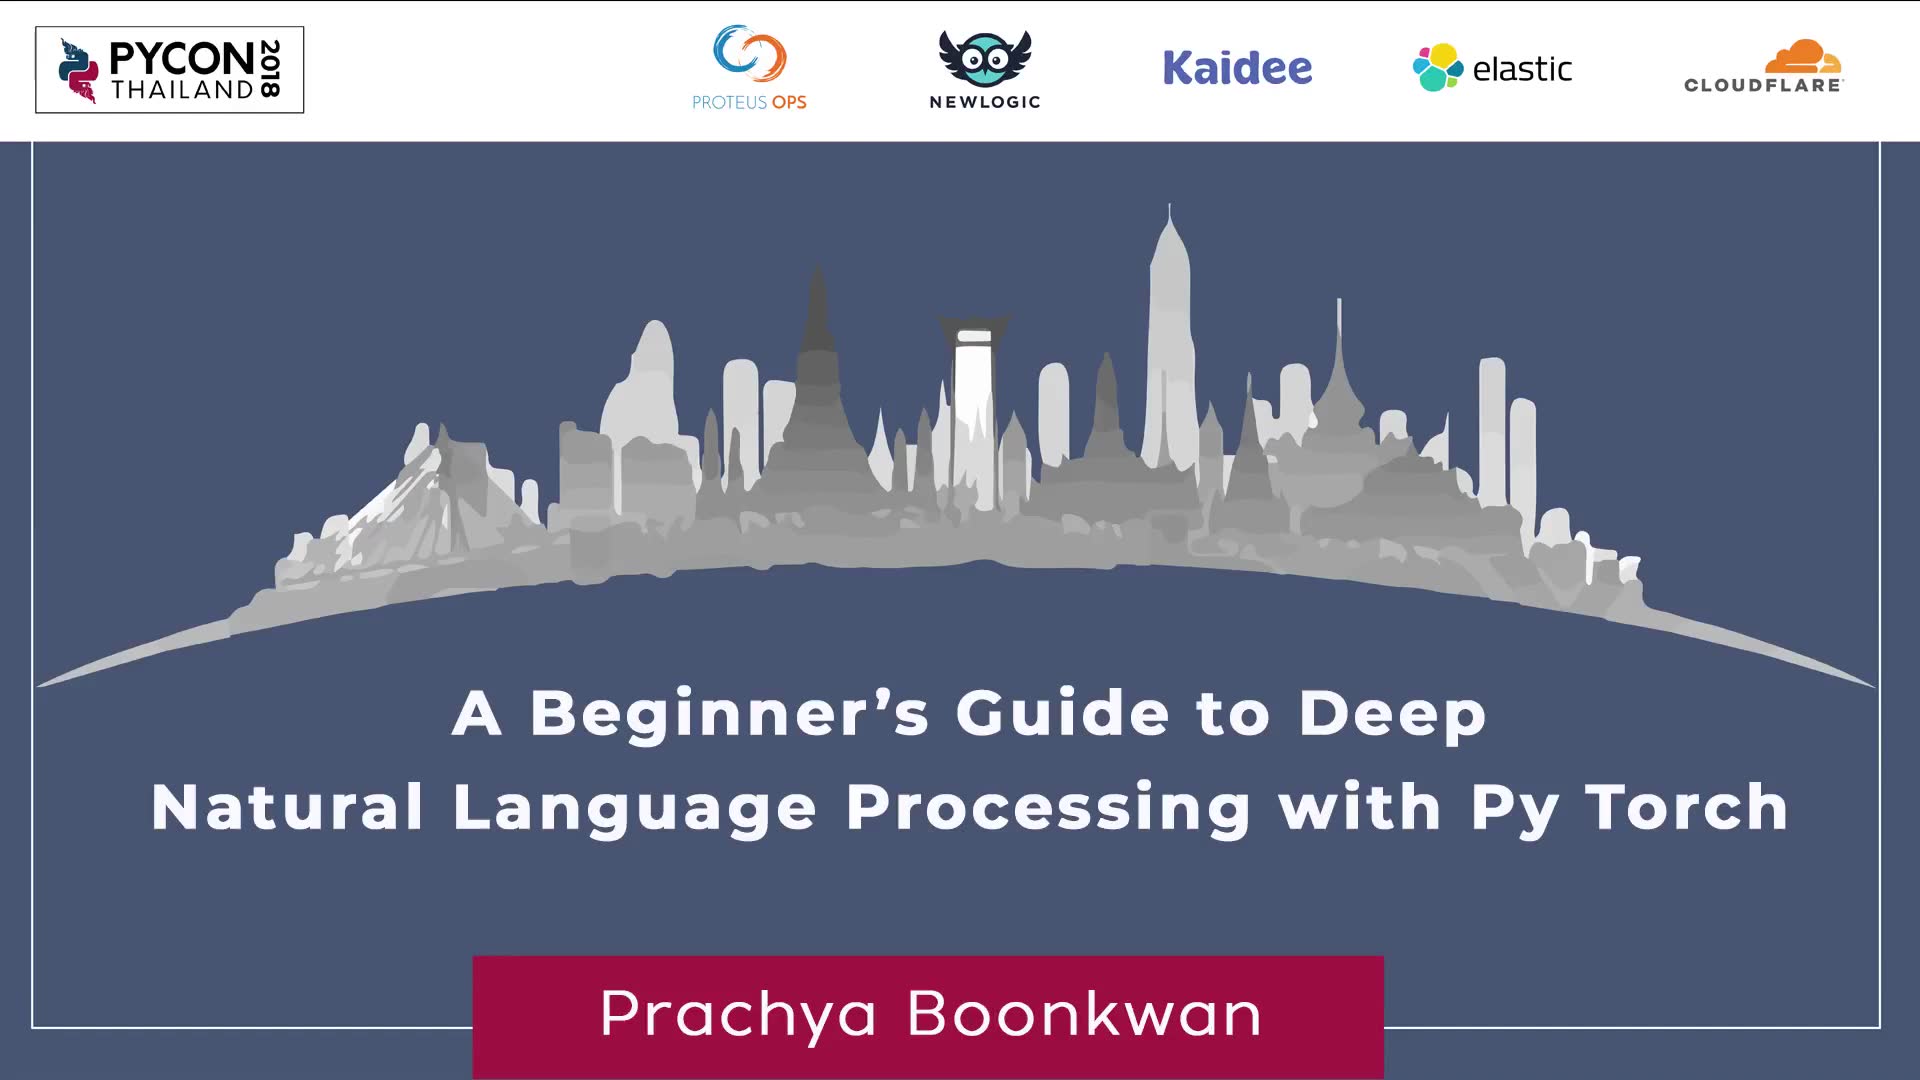 PYCON
THAILAND
2018
PROTEUS OPS
NEWLOGIC
Kaidee
elastic
CLOUDFLARE
A Beginner’s Guide to Deep
Natural Language Processing with Py Torch
Prachya Boonkwan